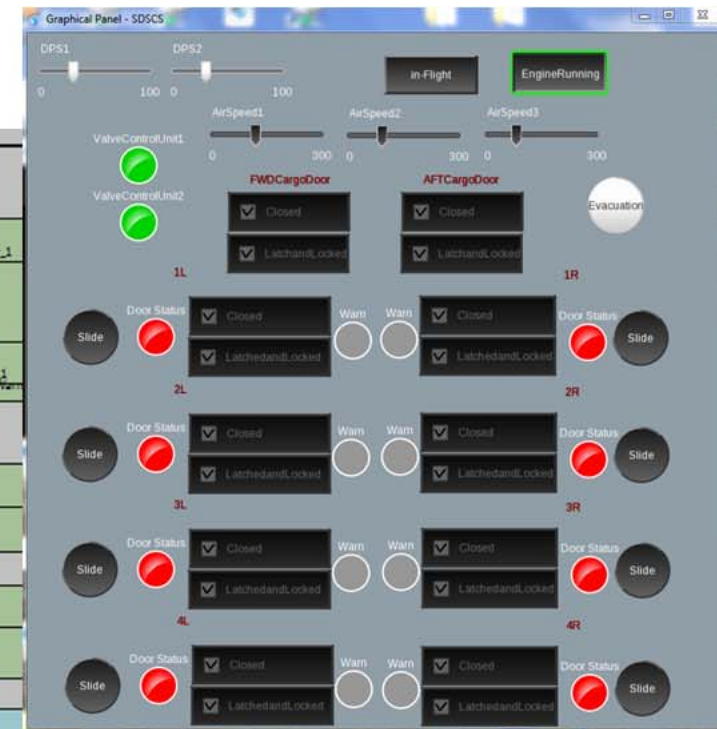 Graphical Panel - SDSCS
DPS1 DPS2
0 100 0 100
in-Flight
EngineRunning
AirSpeed1 AirSpeed2 AirSpeed3
0 300 0 300 0 300
ValveControlUnit1
ValveControlUnit2
FWDCargoDoor AFTCargoDoor
Closed Closed
LatchandLocked LatchandLocked
Evacuation
1L 1R
Slide Door Status Closed Warn Warn Closed Door Status Slide
LatchedandLocked LatchedandLocked
2L 2R
Slide Door Status Closed Warn Warn Closed Door Status Slide
LatchedandLocked LatchedandLocked
3L 3R
Slide Door Status Closed Warn Warn Closed Door Status Slide
LatchedandLocked LatchedandLocked
4L 4R
Slide Door Status Closed Warn Warn Closed Door Status Slide
LatchedandLocked LatchedandLocked